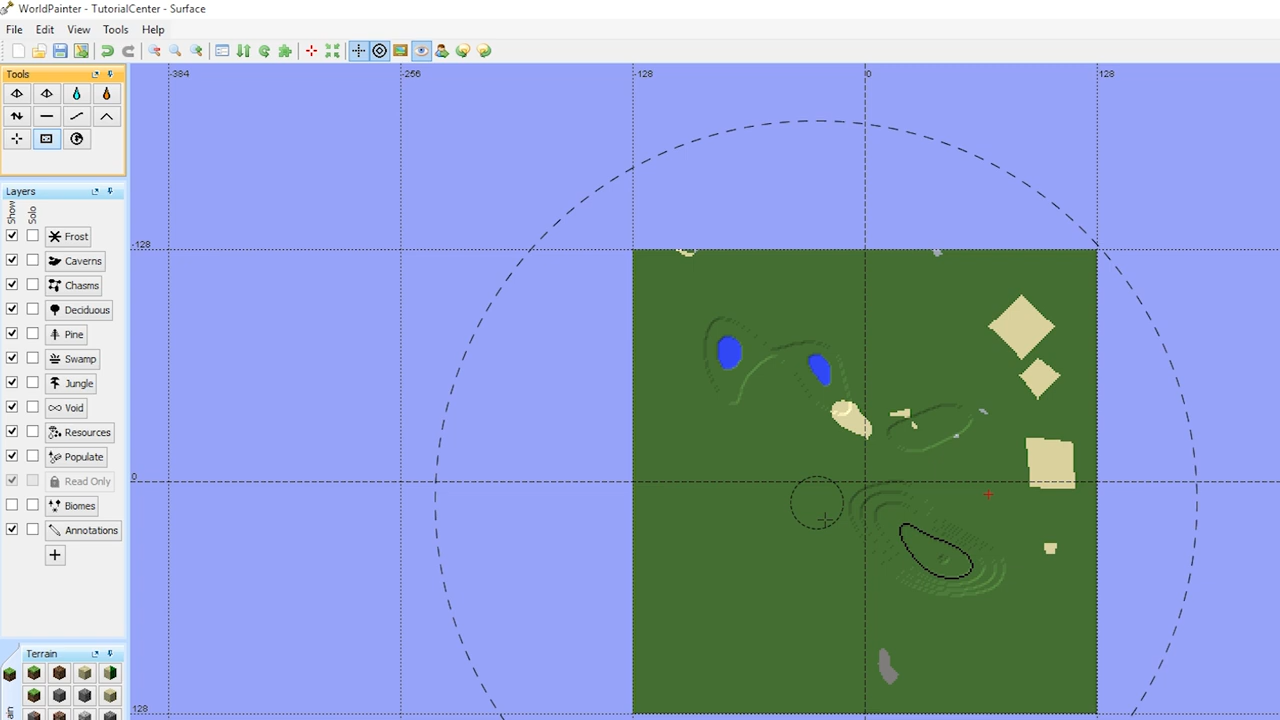 WorldPainter - TutorialCenter - Surface
File Edit View Tools Help
Tools
-384 -256 -128 0 128
Layers
Show Solo
Frost
-128
Caverns
Chasms
Deciduous
Pine
Swamp
Jungle
Void
Resources
Populate
0
Read Only
Biomes
Annotations
+
Terrain
128